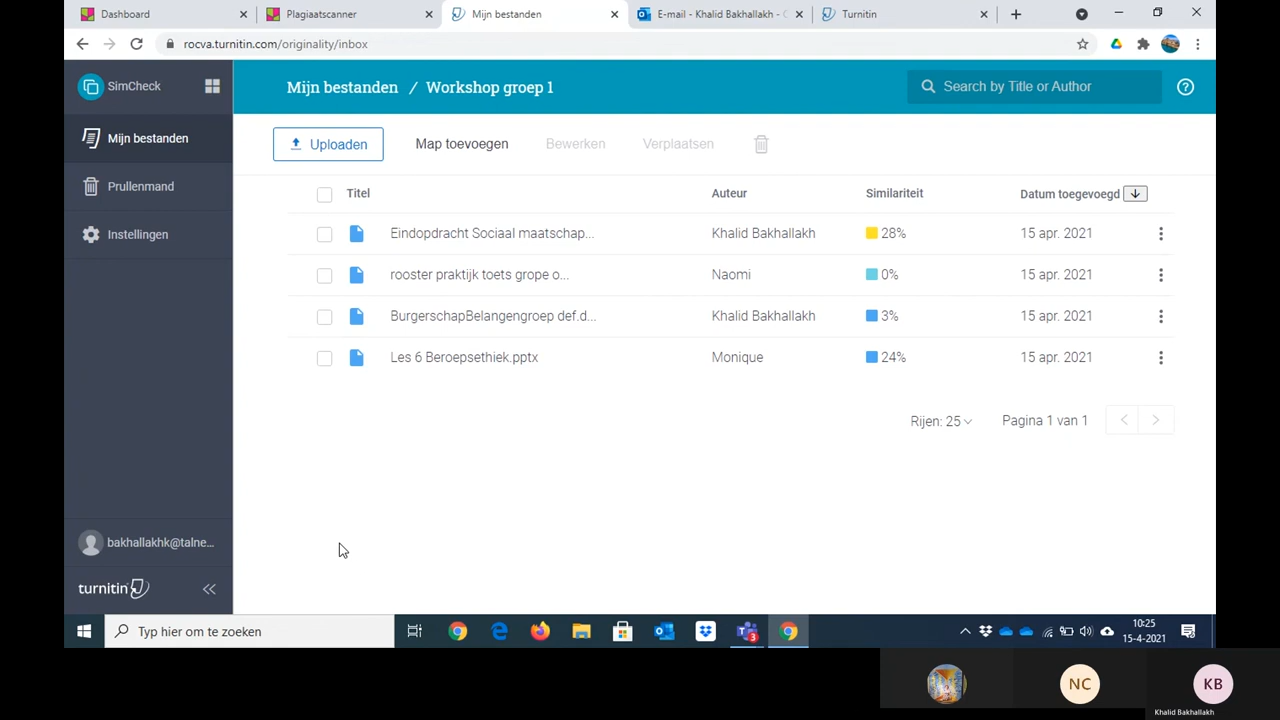 Dashboard
Plagiaatscanner
Mijn bestanden
E-mail - Khalid Bakhallakh -
Turnitin
rocva.turnitin.com/originality/inbox
SimCheck
Mijn bestanden / Workshop groep 1
Search by Title or Author
Mijn bestanden
Prullenmand
Instellingen
Uploaden
Map toevoegen
Bewerken
Verplaatsen
Titel
Auteur
Similariteit
Datum toegevoegd
Eindopdracht Sociaal maatschap...
Khalid Bakhallakh
28%
15 apr. 2021
rooster praktijk toets grope o...
Naomi
0%
15 apr. 2021
BurgerschapBelangengroep def.d...
Khalid Bakhallakh
3%
15 apr. 2021
Les 6 Beroepsethiek.pptx
Monique
24%
15 apr. 2021
Rijen: 25
Pagina 1 van 1
bakhallakhk@talne...
turnitin
Typ hier om te zoeken
3
10:25
15-4-2021
NC
KB
Khalid Bakhallakh